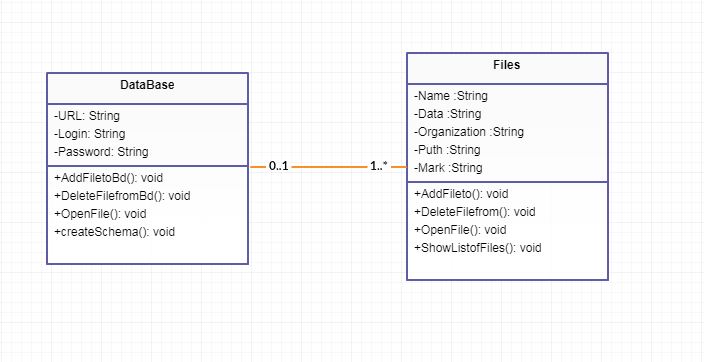 DataBase
-URL: String
-Login: String
-Password: String
+AddFiletoBd(): void
+DeleteFilefromBd(): void
+OpenFile(): void
+createSchema(): void
0..1
1..*
Files
-Name :String
-Data :String
-Organization :String
-Puth :String
-Mark :String
+AddFileto(): void
+DeleteFilefrom(): void
+OpenFile(): void
+ShowListofFiles(): void